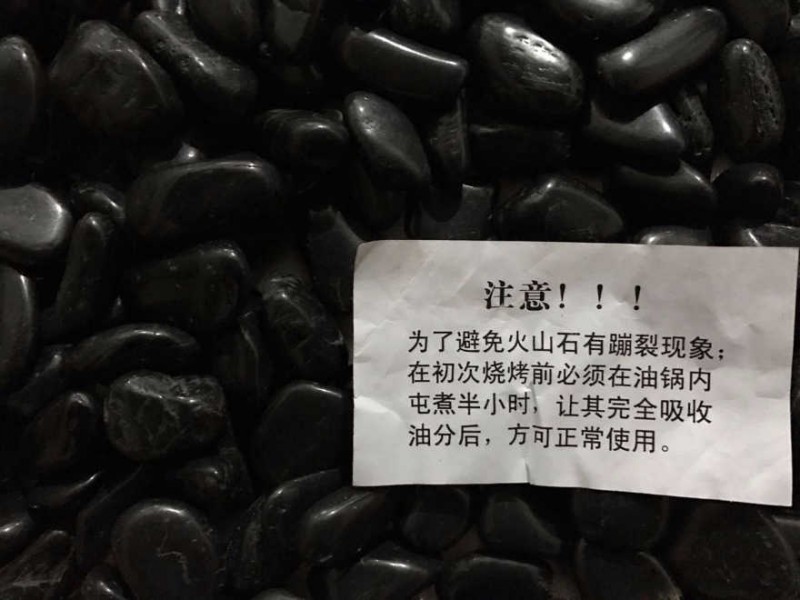 注意！！！
为了避免火山石有蹦裂现象；
在初次烧烤前必须在油锅内
屯煮半小时，让其完全吸收
油分后，方可正常使用。